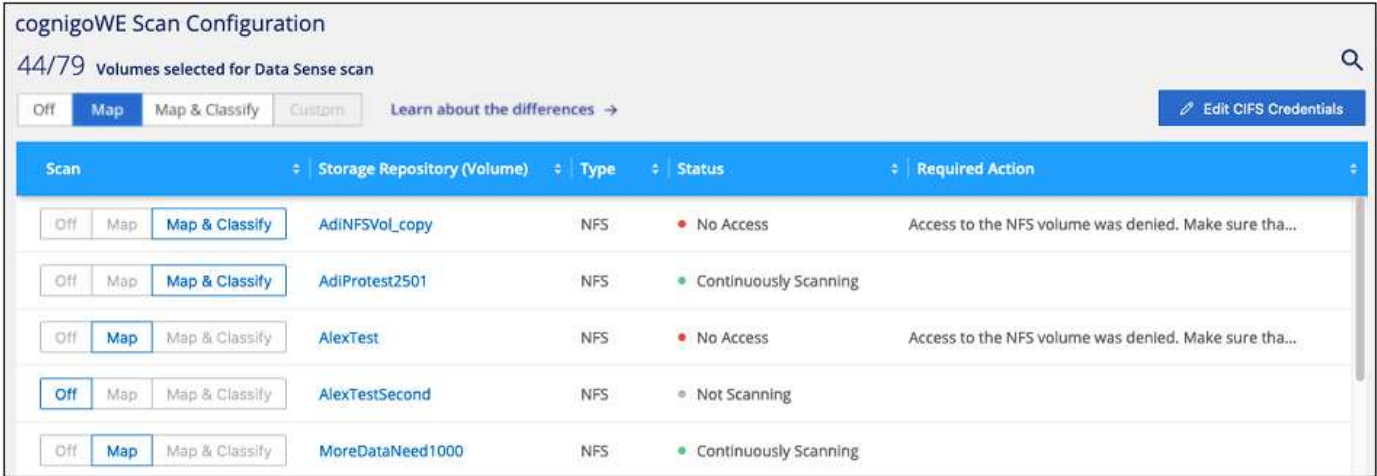 cognigoWE Scan Configuration
44/79 Volumes selected for Data Sense scan
Off Map Map & Classify Custom Learn about the differences → Edit CIFS Credentials
Scan Storage Repository (Volume) Type Status Required Action
Off Map Map & Classify AdiNFSVol_copy NFS No Access Access to the NFS volume was denied. Make sure tha...
Off Map Map & Classify AdiProtest2501 NFS Continuously Scanning
Off Map Map & Classify AlexTest NFS No Access Access to the NFS volume was denied. Make sure tha...
Off Map Map & Classify AlexTestSecond NFS Not Scanning
Off Map Map & Classify MoreDataNeed1000 NFS Continuously Scanning